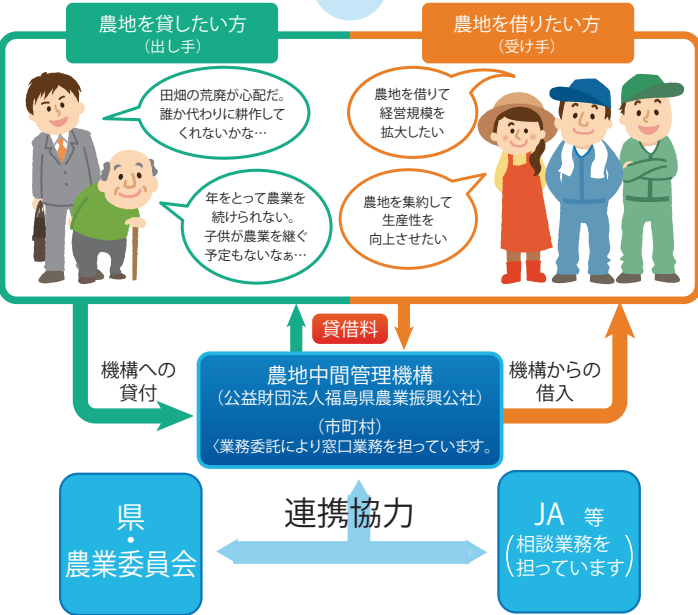 農地を貸したい方
（出し手）
農地を借りたい方
（受け手）
田畑の荒廃が心配だ。
誰か代わりに耕作して
くれないかな…
年をとって農業を
続けられない。
子供が農業を継ぐ
予定もないなぁ…
農地を借りて
経営規模を
拡大したい
農地を集約して
生産性を
向上させたい
貸借料
機構への
貸付
農地中間管理機構
（公益財団法人福島県農業振興公社）
（市町村）
〈業務委託により窓口業務を担っています。
機構からの
借入
連携協力
県
・
農業委員会
JA 等
（相談業務を
担っています）